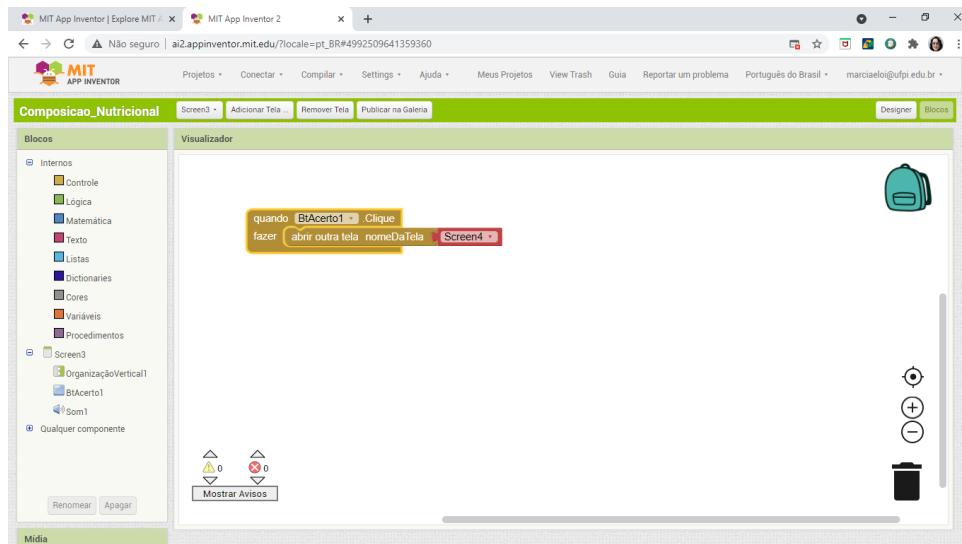 MIT App Inventor | Explore MIT A
MIT App Inventor 2
Não seguro
ai2.appinventor.mit.edu/?locale=pt_BR#4992509641359360
MIT
APP INVENTOR
Projetos
Conectar
Compilar
Settings
Ajuda
Meus Projetos
View Trash
Guia
Reportar um problema
Português do Brasil
marciaeloi@ufpi.edu.br
Composicao_Nutricional
Screen3
Adicionar Tela ...
Remover Tela
Publicar na Galeria
Designer
Blocos
Blocos
Visualizador
Internos
Controle
Lógica
Matemática
Texto
Listas
Dictionaries
Cores
Variáveis
Procedimentos
Screen3
OrganizaçãoVertical1
BtAcerto1
Som1
Qualquer componente
Renomear
Apagar
Mídia
quando BtAcerto1 .Clique
fazer abrir outra tela nomeDaTela Screen4
0
0
Mostrar Avisos